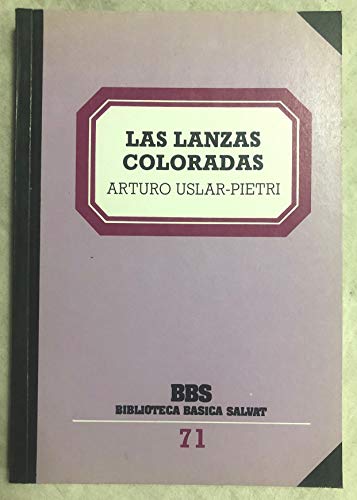 LAS LANZAS
COLORADAS
ARTURO USLAR-PIETRI
BBS
BIBLIOTECA BASICA SALVAT
71